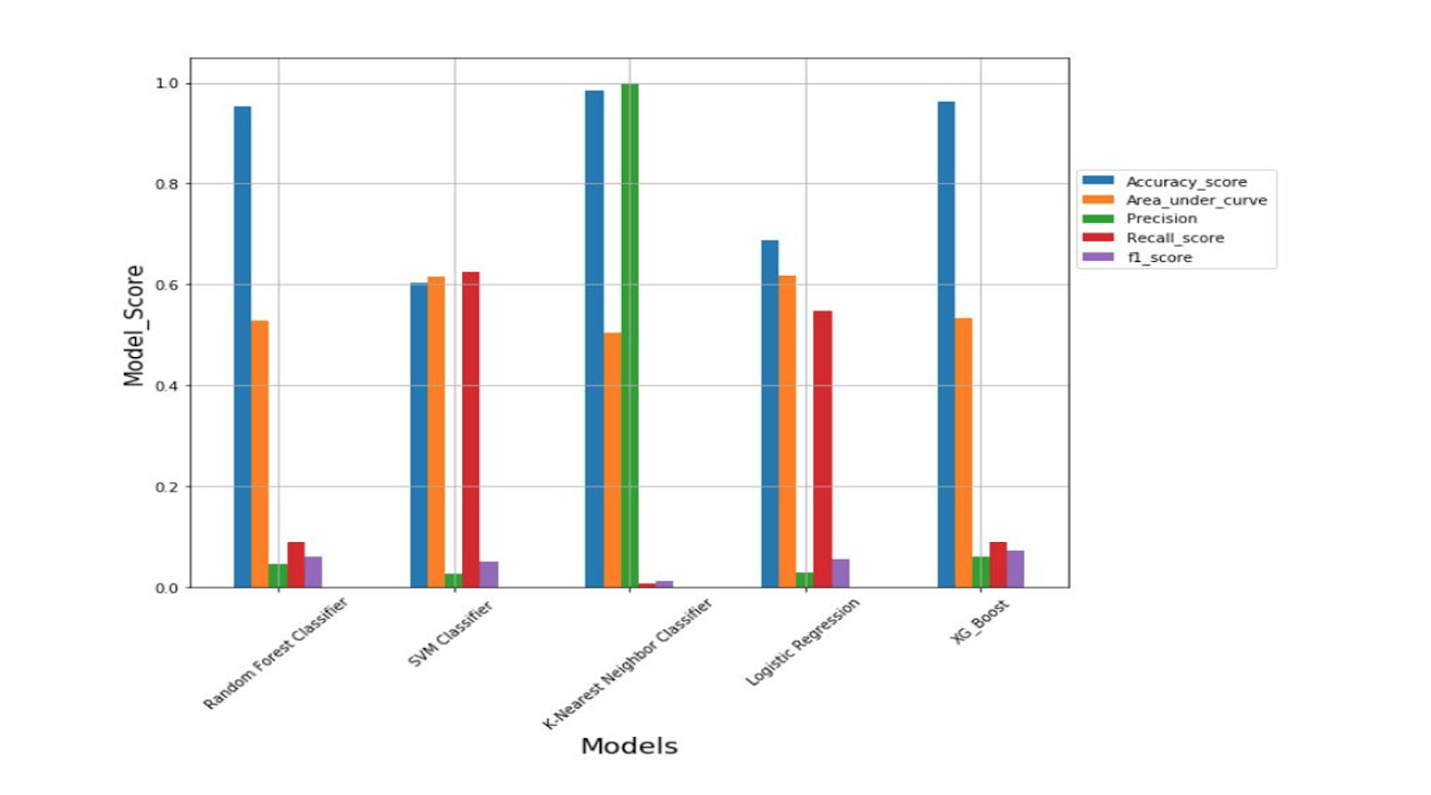 1.0
0.8
0.6
0.4
0.2
0.0
Model_Score
Accuracy_score
Area_under_curve
Precision
Recall_score
f1_score
Random Forest Classifier
SVM Classifier
K-Nearest Neighbor Classifier
Logistic Regression
XG_Boost
Models